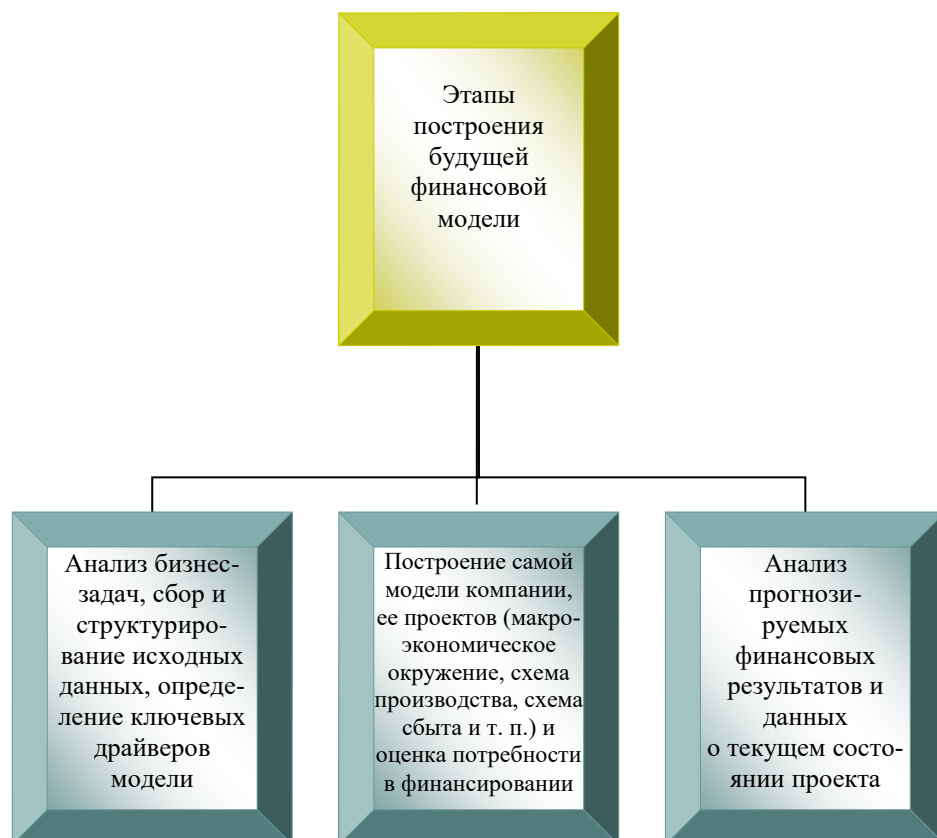 Этапы
построения
будущей
финансовой
модели
Анализ бизнес-
задач, сбор и
структуриро-
вание исходных
данных, опреде-
ление ключевых
драйверов
модели
Построение самой
модели компании,
ее проектов (макро-
экономическое
окружение, схема
производства, схема
сбыта и т. п.) и
оценка потребности
в финансировании
Анализ
прогнози-
руемых
финансовых
результатов и
данных
о текущем состо-
янии проекта